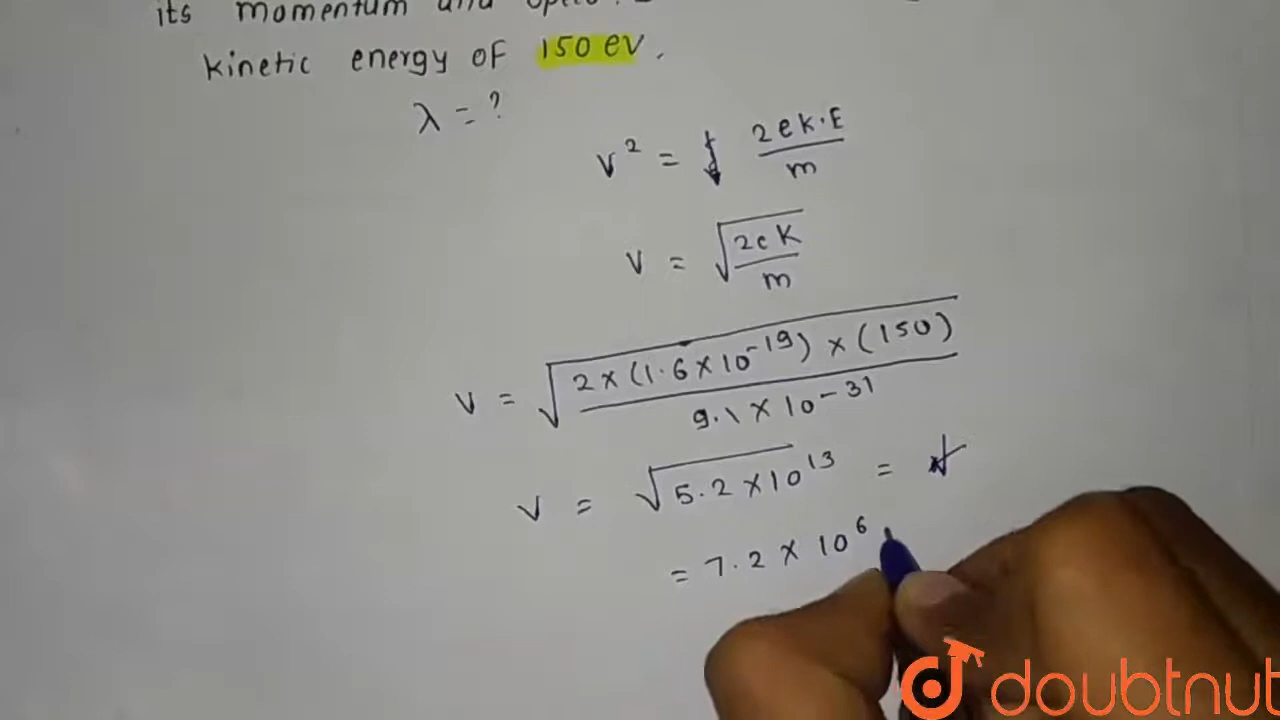 its momentum and
kinetic energy of 150 ev.
λ = ?
v² = 2eK·E / m
v = √(2eK / m)
v = √(2×(1.6×10⁻¹⁹)×(150) / 9.1×10⁻³¹)
v = √5.2×10¹³ =
= 7.2×10⁶
doubtnut